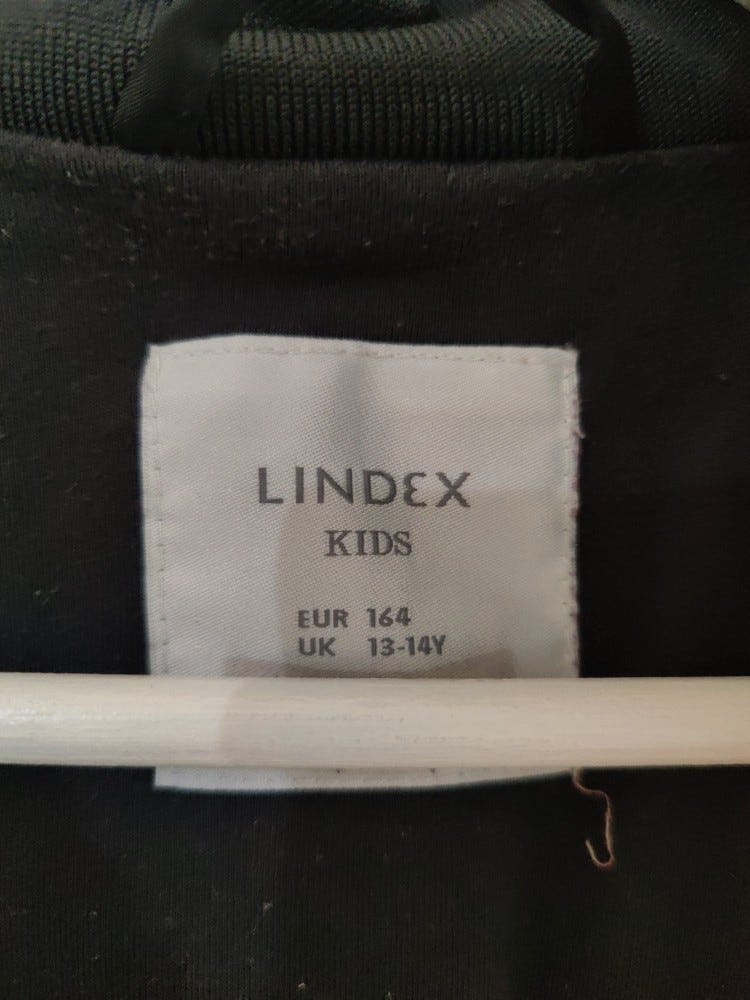 LINDEX
KIDS
EUR 164
UK 13-14Y